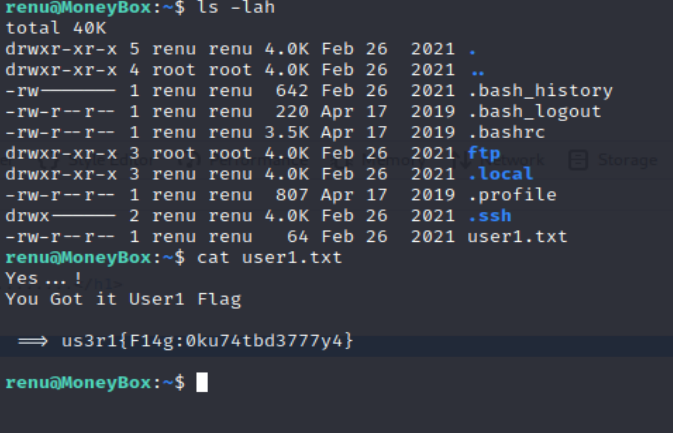 renu@MoneyBox:~$ ls -lah
total 40K
drwxr-xr-x 5 renu renu 4.0K Feb 26  2021 .
drwxr-xr-x 4 root root 4.0K Feb 26  2021 ..
-rw------- 1 renu renu  642 Feb 26  2021 .bash_history
-rw-r--r-- 1 renu renu  220 Apr 17  2019 .bash_logout
-rw-r--r-- 1 renu renu 3.5K Apr 17  2019 .bashrc
drwxr-xr-x 3 root root 4.0K Feb 26  2021 ftp
drwxr-xr-x 3 renu renu 4.0K Feb 26  2021 .local
-rw-r--r-- 1 renu renu  807 Apr 17  2019 .profile
drwx------ 2 renu renu 4.0K Feb 26  2021 .ssh
-rw-r--r-- 1 renu renu   64 Feb 26  2021 user1.txt
Storage
renu@MoneyBox:~$ cat user1.txt
Yes...!
You Got it User1 Flag
==> us3r1{F14g:0ku74tbd3777y4}
renu@MoneyBox:~$